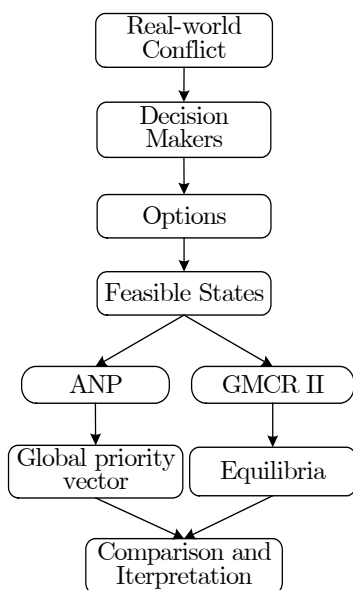 Real-world
Conflict
Decision
Makers
Options
Feasible States
ANP
GMCR II
Global priority
vector
Equilibria
Comparison and
Iterpretation